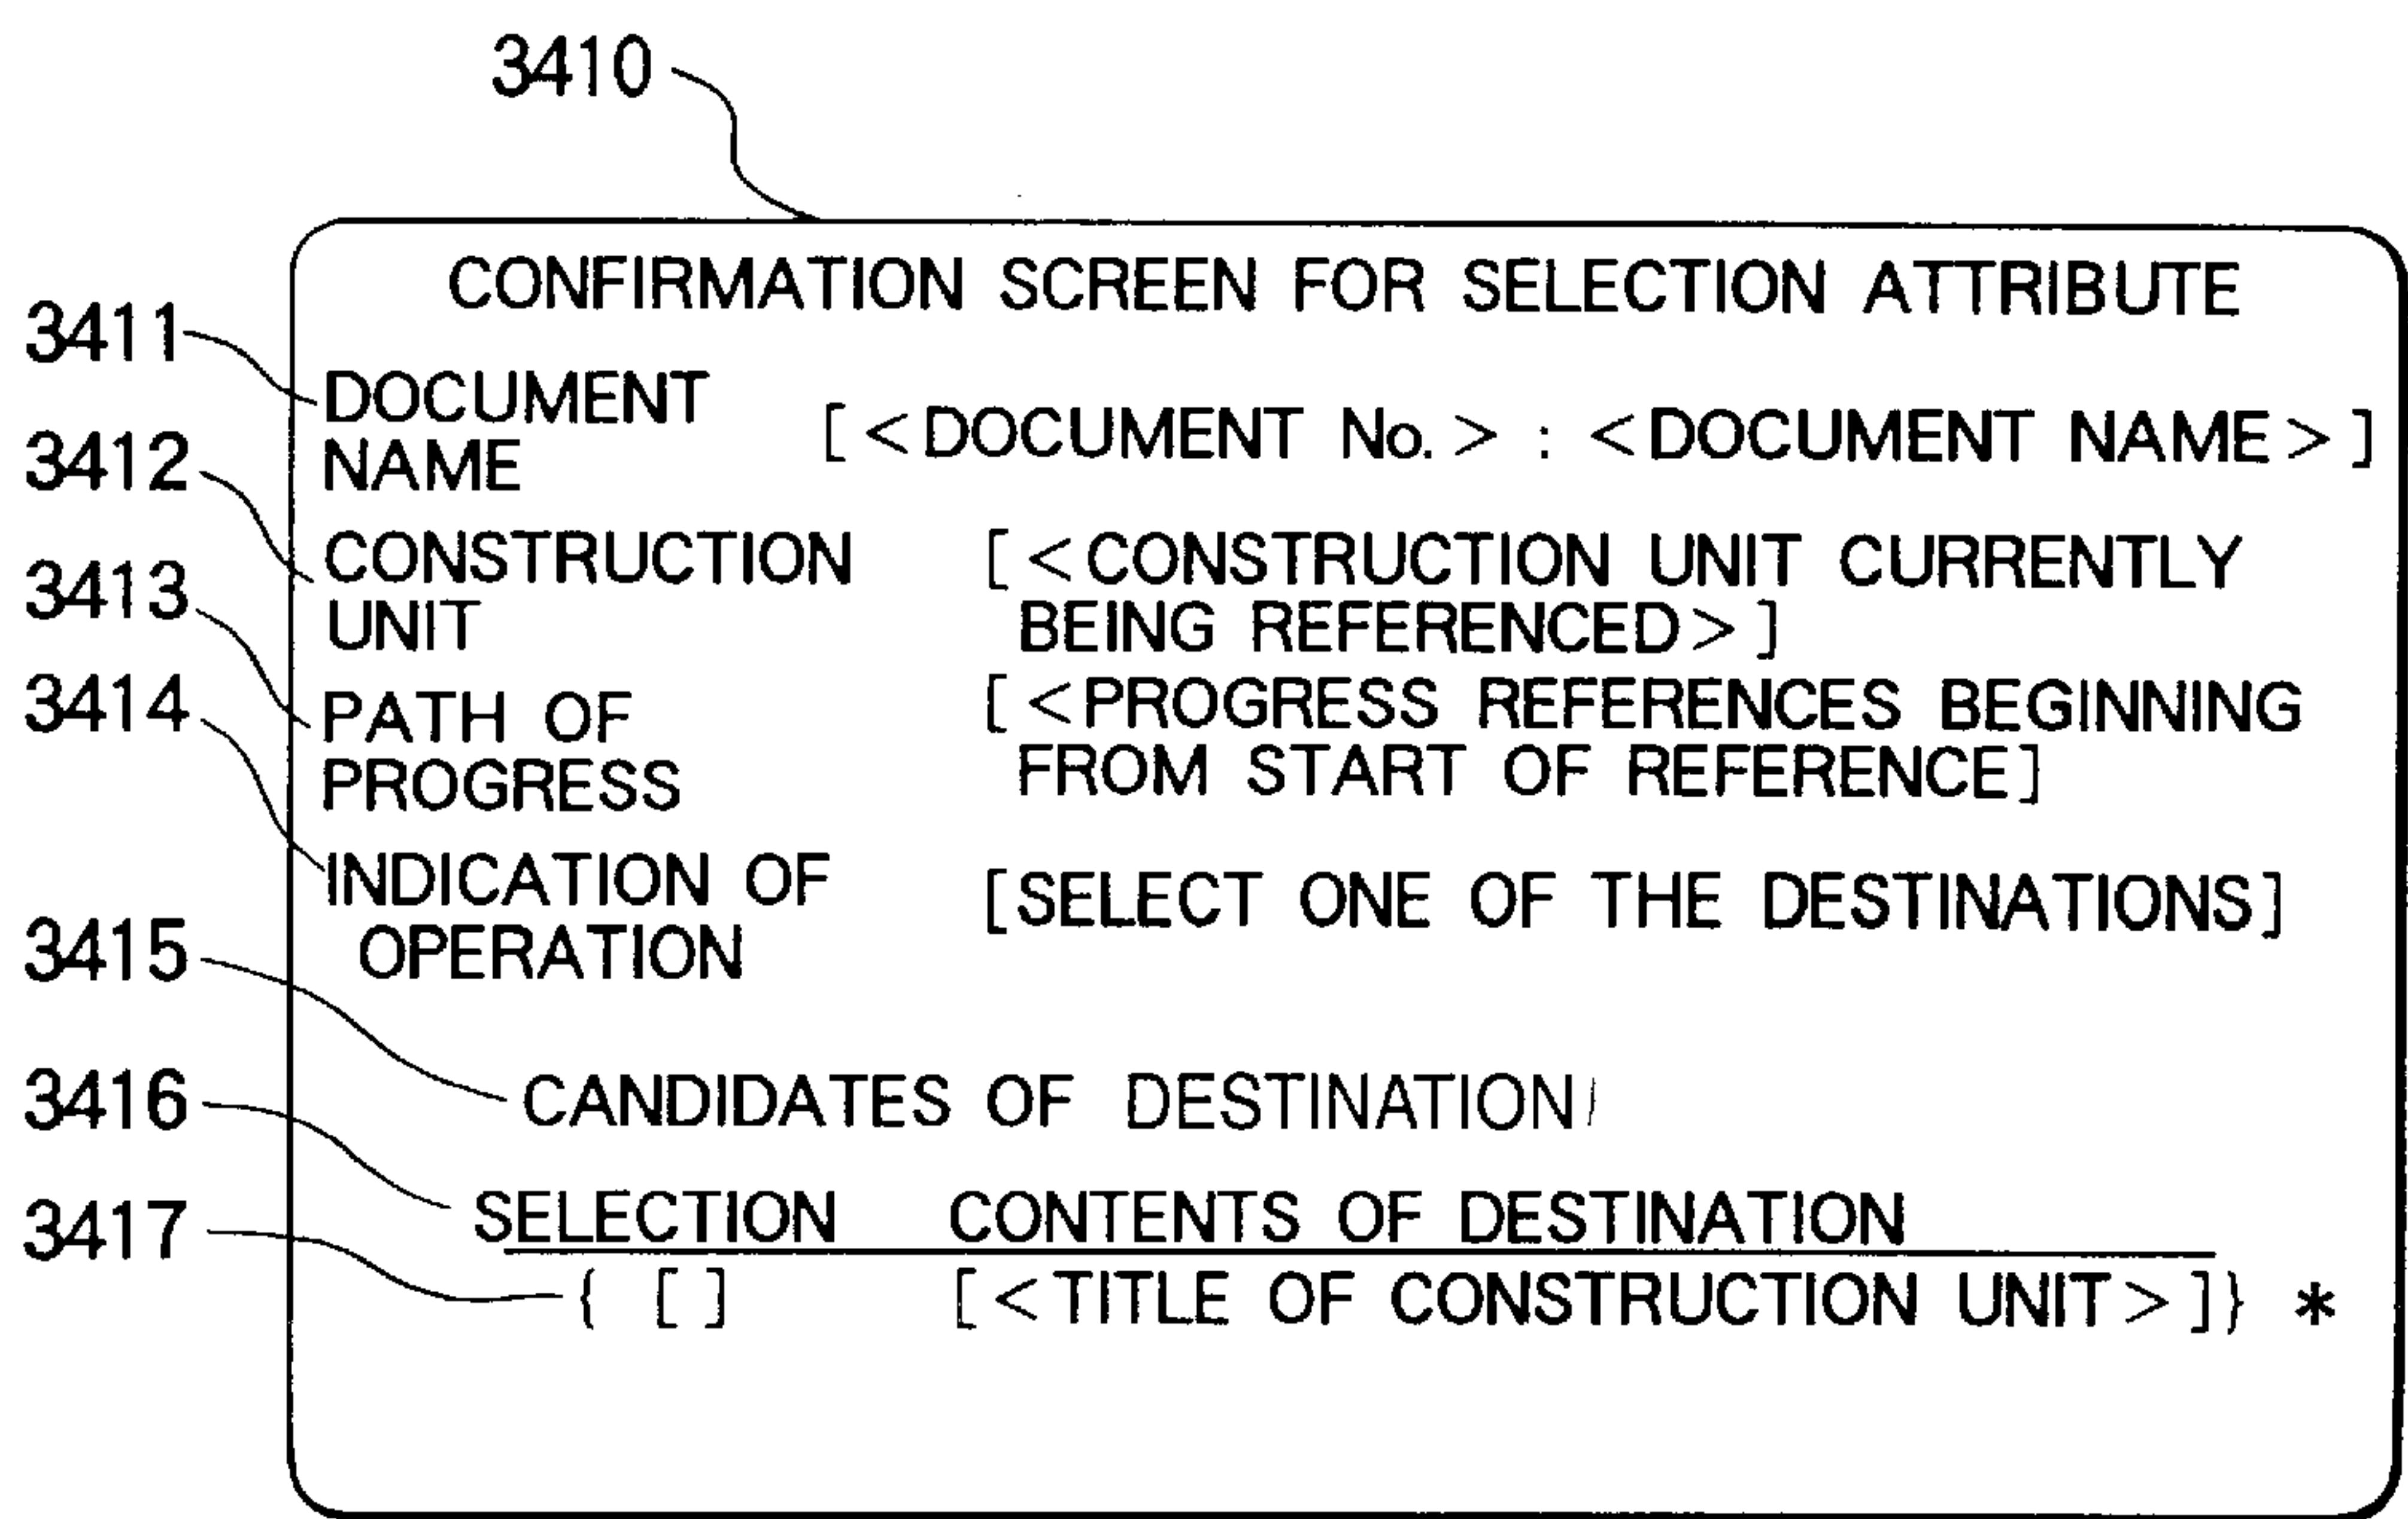 3410
CONFIRMATION SCREEN FOR SELECTION ATTRIBUTE
3411
DOCUMENT
NAME
[<DOCUMENT No.> : <DOCUMENT NAME>]
3412
CONSTRUCTION
UNIT
[<CONSTRUCTION UNIT CURRENTLY
BEING REFERENCED>]
3413
PATH OF
PROGRESS
[<PROGRESS REFERENCES BEGINNING
FROM START OF REFERENCE]
3414
INDICATION OF
OPERATION
[SELECT ONE OF THE DESTINATIONS]
3415
CANDIDATES OF DESTINATION
3416
SELECTION CONTENTS OF DESTINATION
3417
{ [ ] [<TITLE OF CONSTRUCTION UNIT>]} *